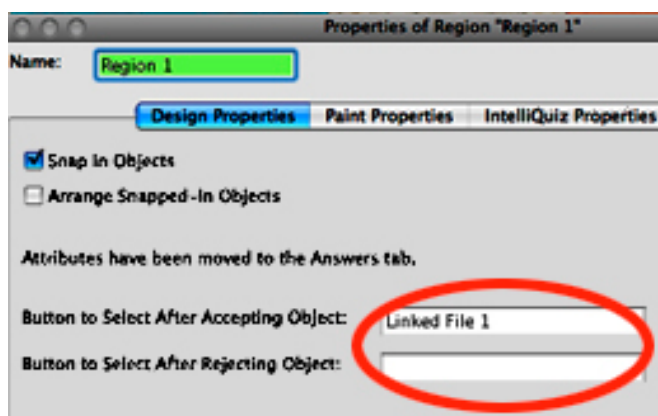 Properties of Region "Region 1"
Name: Region 1
Design Properties Paint Properties IntelliQuiz Properties
Snap in Objects
Arrange Snapped-In Objects
Attributes have been moved to the Answers tab.
Button to Select After Accepting Object: Linked File 1
Button to Select After Rejecting Object: